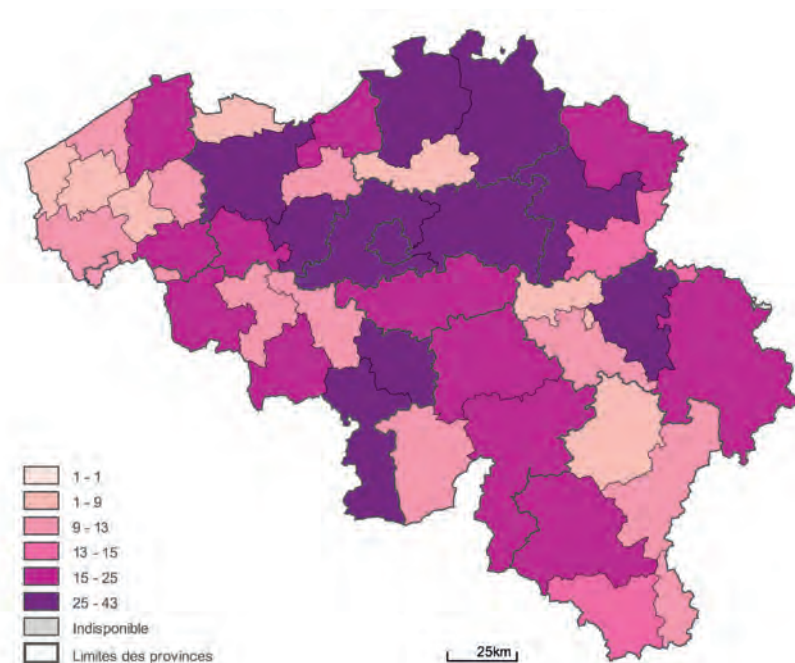 1 - 1
1 - 9
9 - 13
13 - 15
15 - 25
25 - 43
Indisponible
Limites des provinces
25km